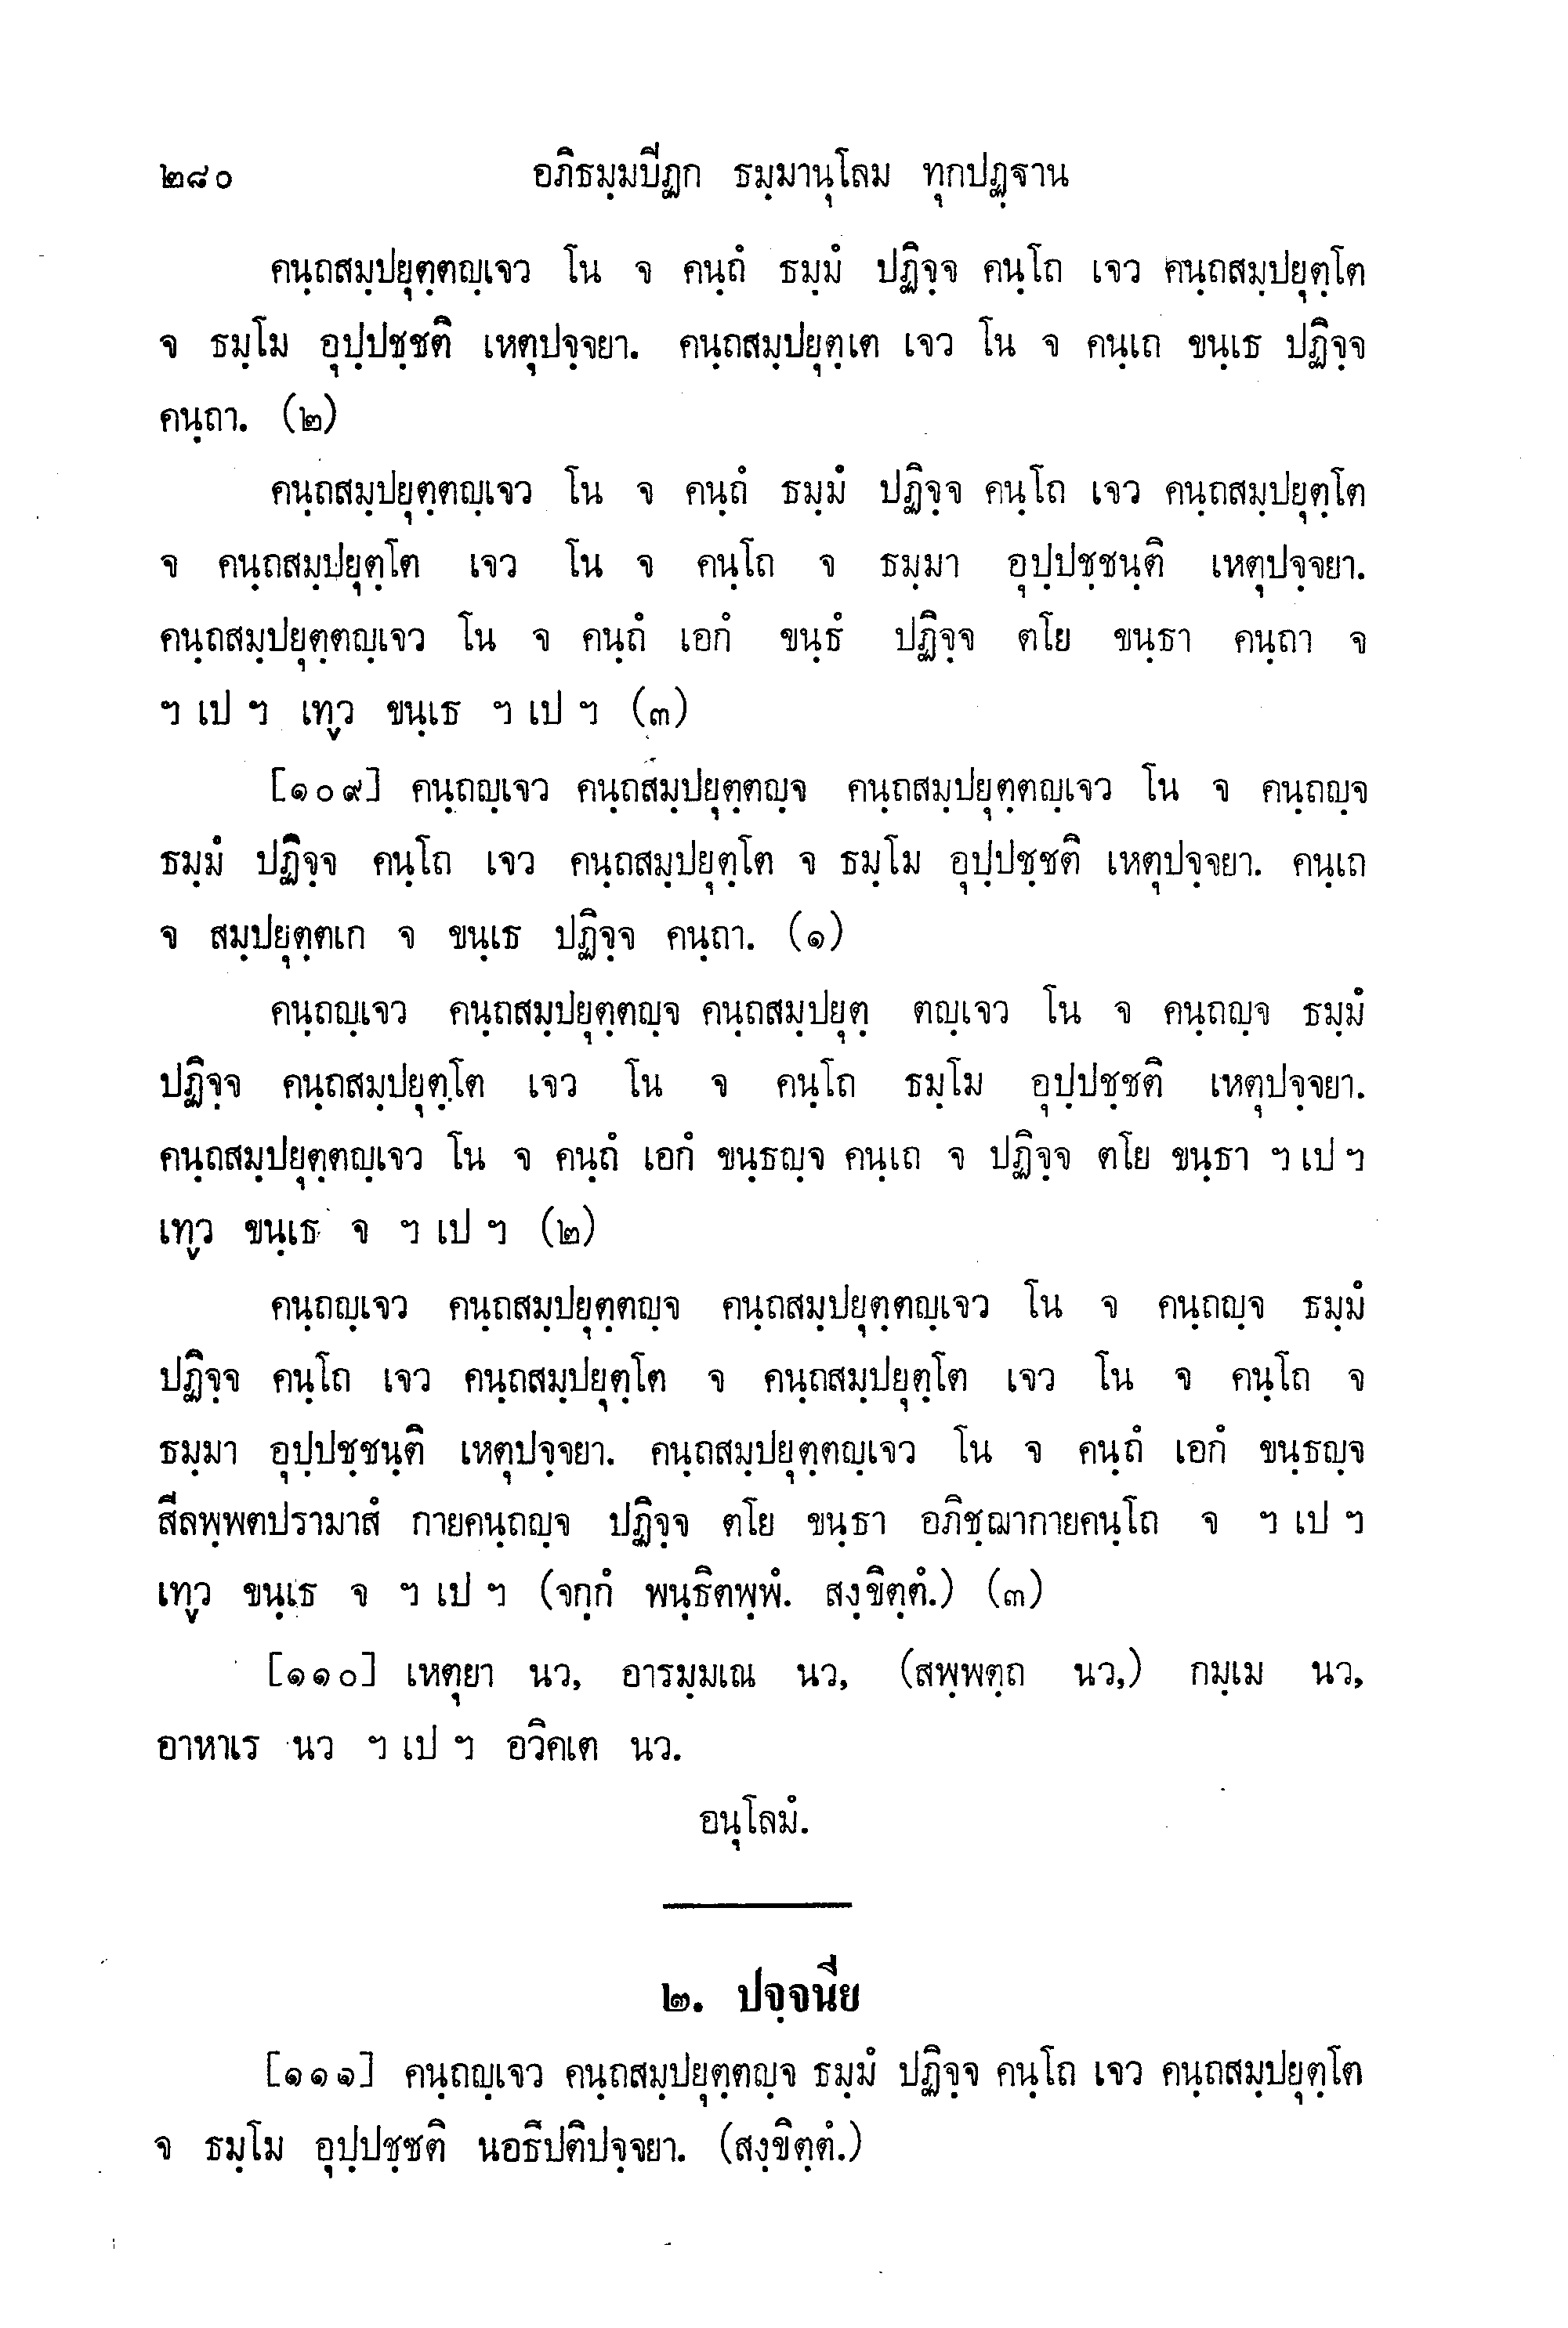 ๒๘๐ อภิธมฺมปีฏก ธมฺมานุโลม ทุกปฏฺฐาน
คนฺถสมฺปยุตฺตญฺเจว โน จ คนฺถํ ธมฺมํ ปฏิจฺจ คนฺโถ เจว คนฺถสมฺปยุตฺโต
จ ธมฺโม อุปฺปชฺชติ เหตุปจฺจยา. คนฺถสมฺปยุตฺเต เจว โน จ คนฺเถ ขนฺเธ ปฏิจฺจ
คนฺถา. (๒)
คนฺถสมฺปยุตฺตญฺเจว โน จ คนฺถํ ธมฺมํ ปฏิจฺจ คนฺโถ เจว คนฺถสมฺปยุตฺโต
จ คนฺถสมฺปยุตฺโต เจว โน จ คนฺโถ จ ธมฺมา อุปฺปชฺชนฺติ เหตุปจฺจยา.
คนฺถสมฺปยุตฺตญฺเจว โน จ คนฺถํ เอกํ ขนฺธํ ปฏิจฺจ ตโย ขนฺธา คนฺถา จ
ฯ เป ฯ เทฺว ขนฺเธ ฯ เป ฯ (๓)
[๑๐๙] คนฺถญฺเจว คนฺถสมฺปยุตฺตญฺจ คนฺถสมฺปยุตฺตญฺเจว โน จ คนฺถญฺจ
ธมฺมํ ปฏิจฺจ คนฺโถ เจว คนฺถสมฺปยุตฺโต จ ธมฺโม อุปฺปชฺชติ เหตุปจฺจยา. คนฺเถ
จ สมฺปยุตฺตเก จ ขนฺเธ ปฏิจฺจ คนฺถา. (๑)
คนฺถญฺเจว คนฺถสมฺปยุตฺตญฺจ คนฺถสมฺปยุตฺ ตญฺเจว โน จ คนฺถญฺจ ธมฺมํ
ปฏิจฺจ คนฺถสมฺปยุตฺโต เจว โน จ คนฺโถ ธมฺโม อุปฺปชฺชติ เหตุปจฺจยา.
คนฺถสมฺปยุตฺตญฺเจว โน จ คนฺถํ เอกํ ขนฺธญฺจ คนฺเถ จ ปฏิจฺจ ตโย ขนฺธา ฯ เป ฯ
เทฺว ขนฺเธ จ ฯ เป ฯ (๒)
คนฺถญฺเจว คนฺถสมฺปยุตฺตญฺจ คนฺถสมฺปยุตฺตญฺเจว โน จ คนฺถญฺจ ธมฺมํ
ปฏิจฺจ คนฺโถ เจว คนฺถสมฺปยุตฺโต จ คนฺถสมฺปยุตฺโต เจว โน จ คนฺโถ จ
ธมฺมา อุปฺปชฺชนฺติ เหตุปจฺจยา. คนฺถสมฺปยุตฺตญฺเจว โน จ คนฺถํ เอกํ ขนฺธญฺจ
สีลพฺพตปรามาสํ กายคนฺถญฺจ ปฏิจฺจ ตโย ขนฺธา อภิชฺฌากายคนฺโถ จ ฯ เป ฯ
เทฺว ขนฺเธ จ ฯ เป ฯ (จกฺกํ พนฺธิตพฺพํ. สงฺขิตฺตํ.) (๓)
[๑๑๐] เหตุยา นว, อารมฺมเณ นว, (สพฺพตฺถ นว,) กมฺเม นว,
อาหาเร นว ฯ เป ฯ อวิคเต นว.
อนุโลมํ.
๒. ปจฺจนีย
[๑๑๑] คนฺถญฺเจว คนฺถสมฺปยุตฺตญฺจ ธมฺมํ ปฏิจฺจ คนฺโถ เจว คนฺถสมฺปยุตฺโต
จ ธมฺโม อุปฺปชฺชติ นอธิปติปจฺจยา. (สงฺขิตฺตํ.)